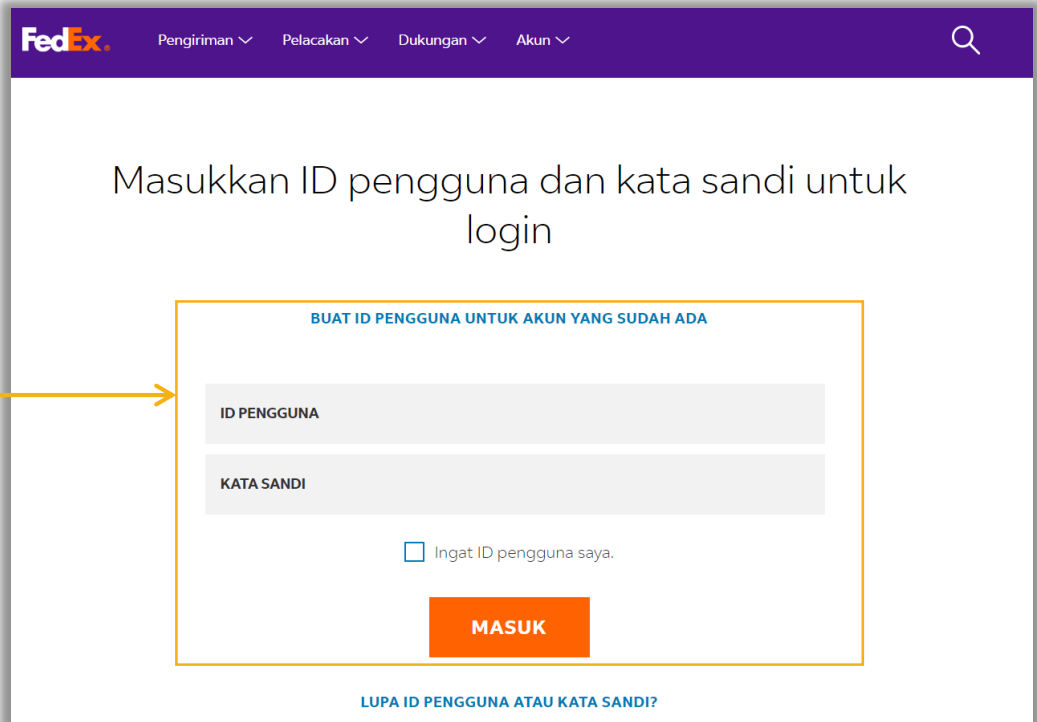 FedEx. Pengiriman Pelacakan Dukungan Akun
Masukkan ID pengguna dan kata sandi untuk
login
BUAT ID PENGGUNA UNTUK AKUN YANG SUDAH ADA
ID PENGGUNA
KATA SANDI
Ingat ID pengguna saya.
MASUK
LUPA ID PENGGUNA ATAU KATA SANDI?